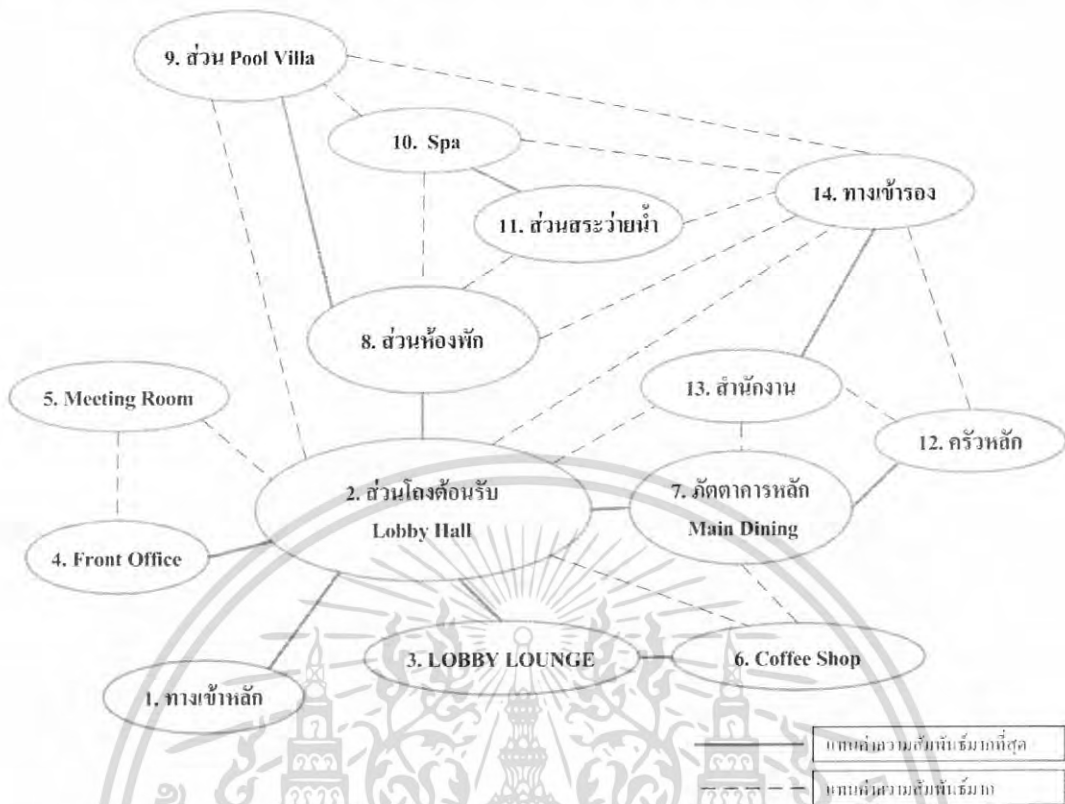 9. ส่วน Pool Villa
10. Spa
14. ทางเข้ารอง
11. ส่วนสระว่ายน้ำ
8. ส่วนห้องพัก
5. Meeting Room
13. สำนักงาน
12. ครัวหลัก
2. ส่วนโถงต้อนรับ
Lobby Hall
7. ภัตตาคารหลัก
Main Dining
4. Front Office
3. LOBBY LOUNGE
6. Coffee Shop
1. ทางเข้าหลัก
แทนค่าความสัมพันธ์มากที่สุด
แทนค่าความสัมพันธ์มาก